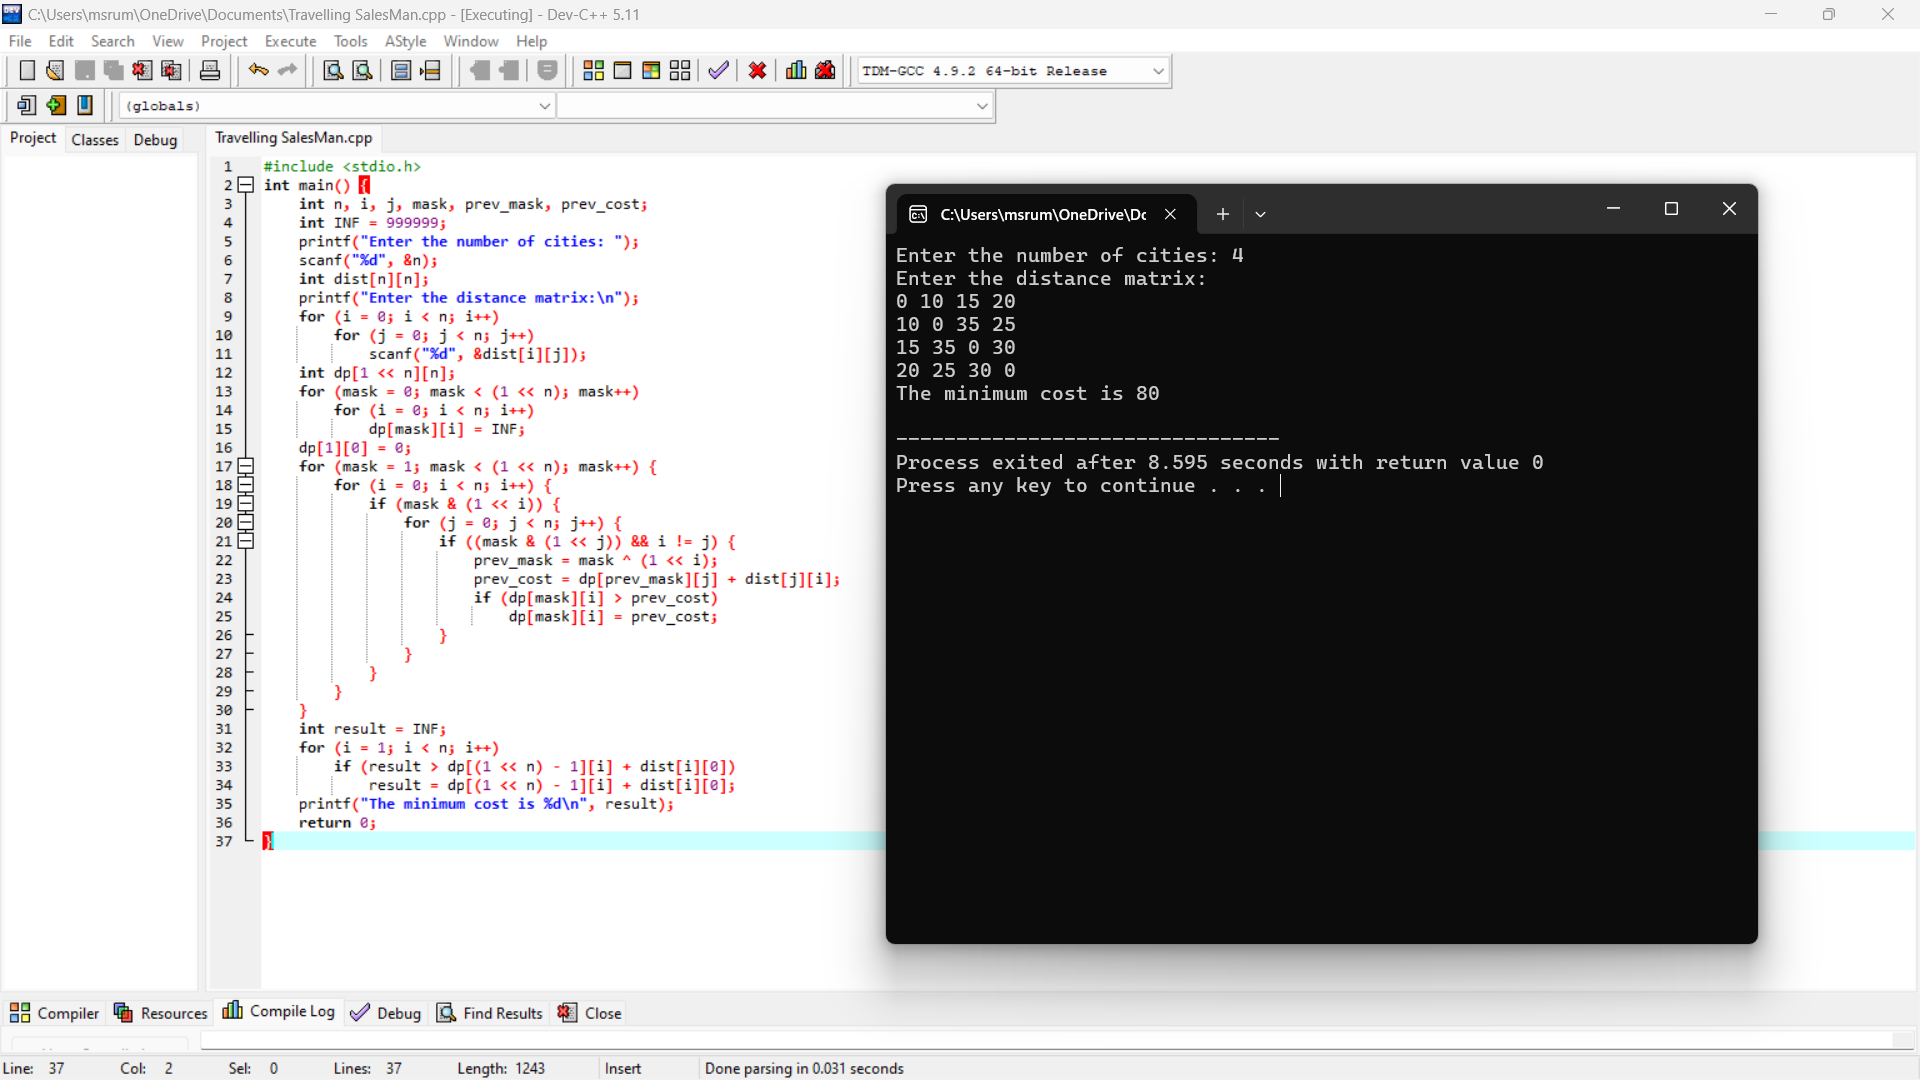 C:\Users\msrum\OneDrive\Documents\Travelling SalesMan.cpp - [Executing] - Dev-C++ 5.11
File Edit Search View Project Execute Tools AStyle Window Help
TDM-GCC 4.9.2 64-bit Release
(globals)
Project Classes Debug
Travelling SalesMan.cpp
1 #include <stdio.h>
2 int main() {
3 int n, i, j, mask, prev_mask, prev_cost;
4 int INF = 999999;
5 printf("Enter the number of cities: ");
6 scanf("%d", &n);
7 int dist[n][n];
8 printf("Enter the distance matrix:\n");
9 for (i = 0; i < n; i++)
10 for (j = 0; j < n; j++)
11 scanf("%d", &dist[i][j]);
12 int dp[1 << n][n];
13 for (mask = 0; mask < (1 << n); mask++)
14 for (i = 0; i < n; i++)
15 dp[mask][i] = INF;
16 dp[1][0] = 0;
17 for (mask = 1; mask < (1 << n); mask++) {
18 for (i = 0; i < n; i++) {
19 if (mask & (1 << i)) {
20 for (j = 0; j < n; j++) {
21 if ((mask & (1 << j)) && i != j) {
22 prev_mask = mask ^ (1 << i);
23 prev_cost = dp[prev_mask][j] + dist[j][i];
24 if (dp[mask][i] > prev_cost)
25 dp[mask][i] = prev_cost;
26 }
27 }
28 }
29 }
30 }
31 int result = INF;
32 for (i = 1; i < n; i++)
33 if (result > dp[(1 << n) - 1][i] + dist[i][0])
34 result = dp[(1 << n) - 1][i] + dist[i][0];
35 printf("The minimum cost is %d\n", result);
36 return 0;
37 }
C:\Users\msrum\OneDrive\Dc
Enter the number of cities: 4
Enter the distance matrix:
0 10 15 20
10 0 35 25
15 35 0 30
20 25 30 0
The minimum cost is 80
--------------------------------
Process exited after 8.595 seconds with return value 0
Press any key to continue . . .
Compiler Resources Compile Log Debug Find Results Close
Line: 37 Col: 2 Sel: 0 Lines: 37 Length: 1243 Insert Done parsing in 0.031 seconds